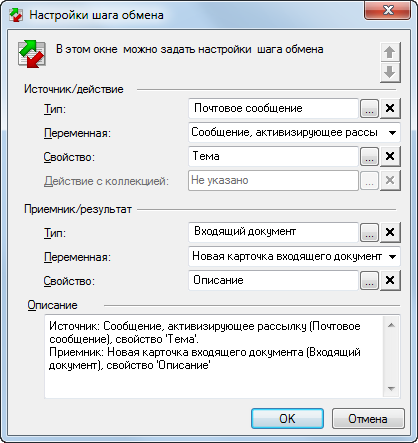 Настройки шага обмена
В этом окне можно задать настройки шага обмена
Источник/действие
Тип:
Почтовое сообщение
...
Переменная:
Сообщение, активизирующее рассы
Свойство:
Тема
...
Действие с коллекцией:
Не указано
...
Приемник/результат
Тип:
Входящий документ
...
Переменная:
Новая карточка входящего документ
Свойство:
Описание
...
Описание
Источник: Сообщение, активизирующее рассылку (Почтовое
сообщение), свойство 'Тема'.
Приемник: Новая карточка входящего документа (Входящий
документ), свойство 'Описание'
OK
Отмена